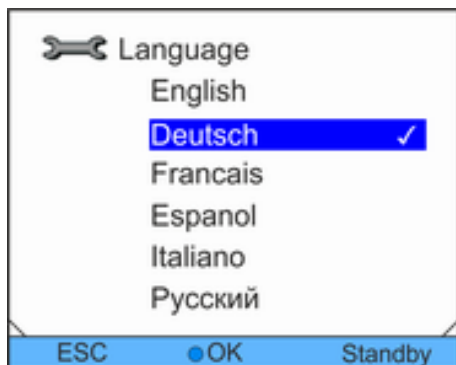 Language
English
Deutsch ✓
Francais
Espanol
Italiano
Русский
ESC OK Standby